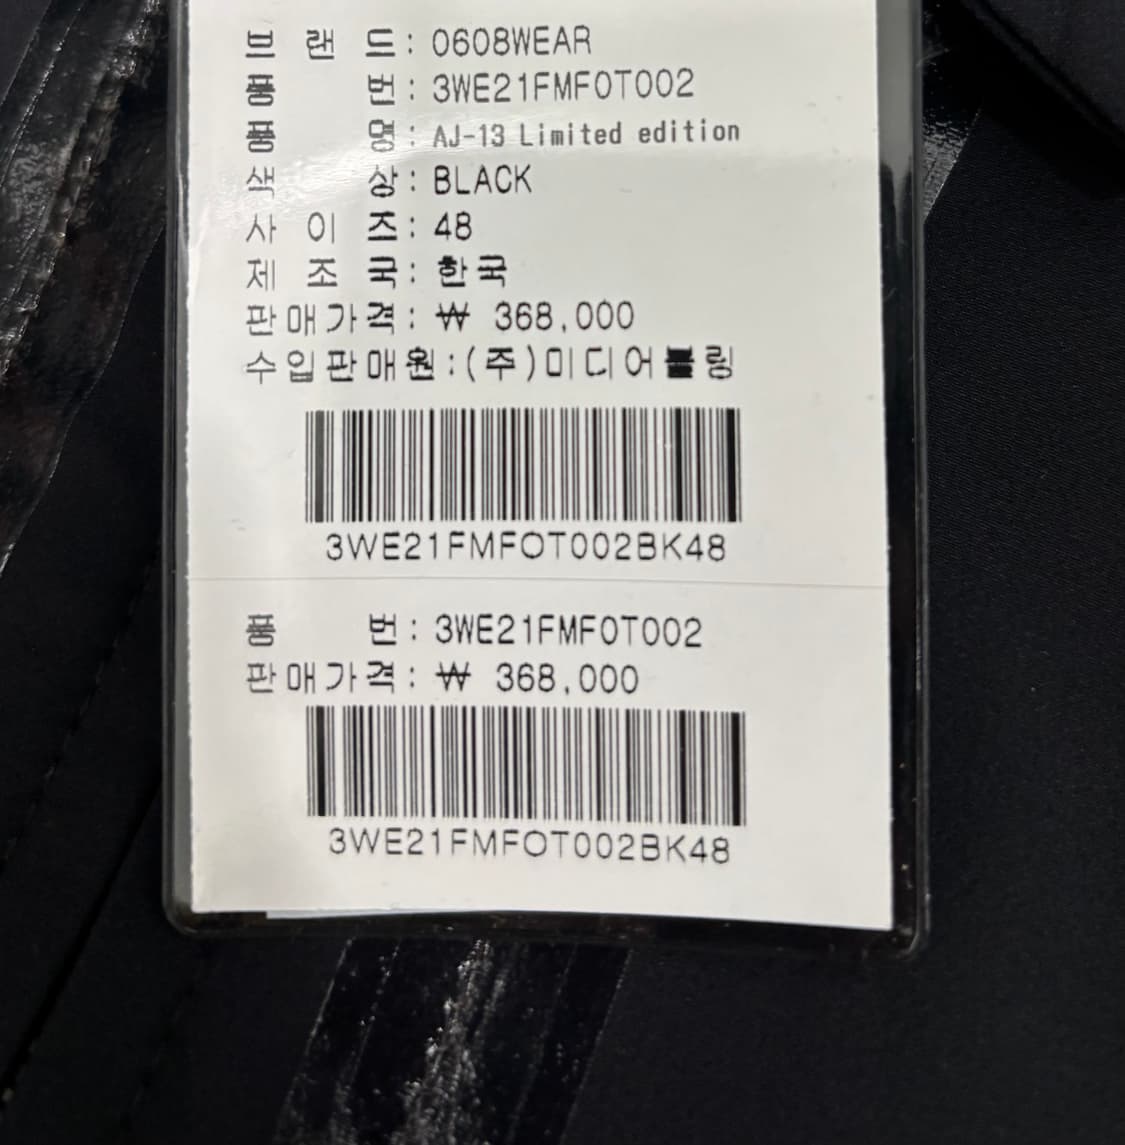 브 랜 드: 0608WEAR
품 번: 3WE21FMFOT002
품 명: AJ-13 Limited edition
색 상: BLACK
사 이 즈: 48
제 조 국: 한국
판매가격: ₩ 368,000
수입판매원:(주)미디어블링
3WE21FMFOT002BK48
품 번: 3WE21FMFOT002
판매가격: ₩ 368,000
3WE21FMFOT002BK48